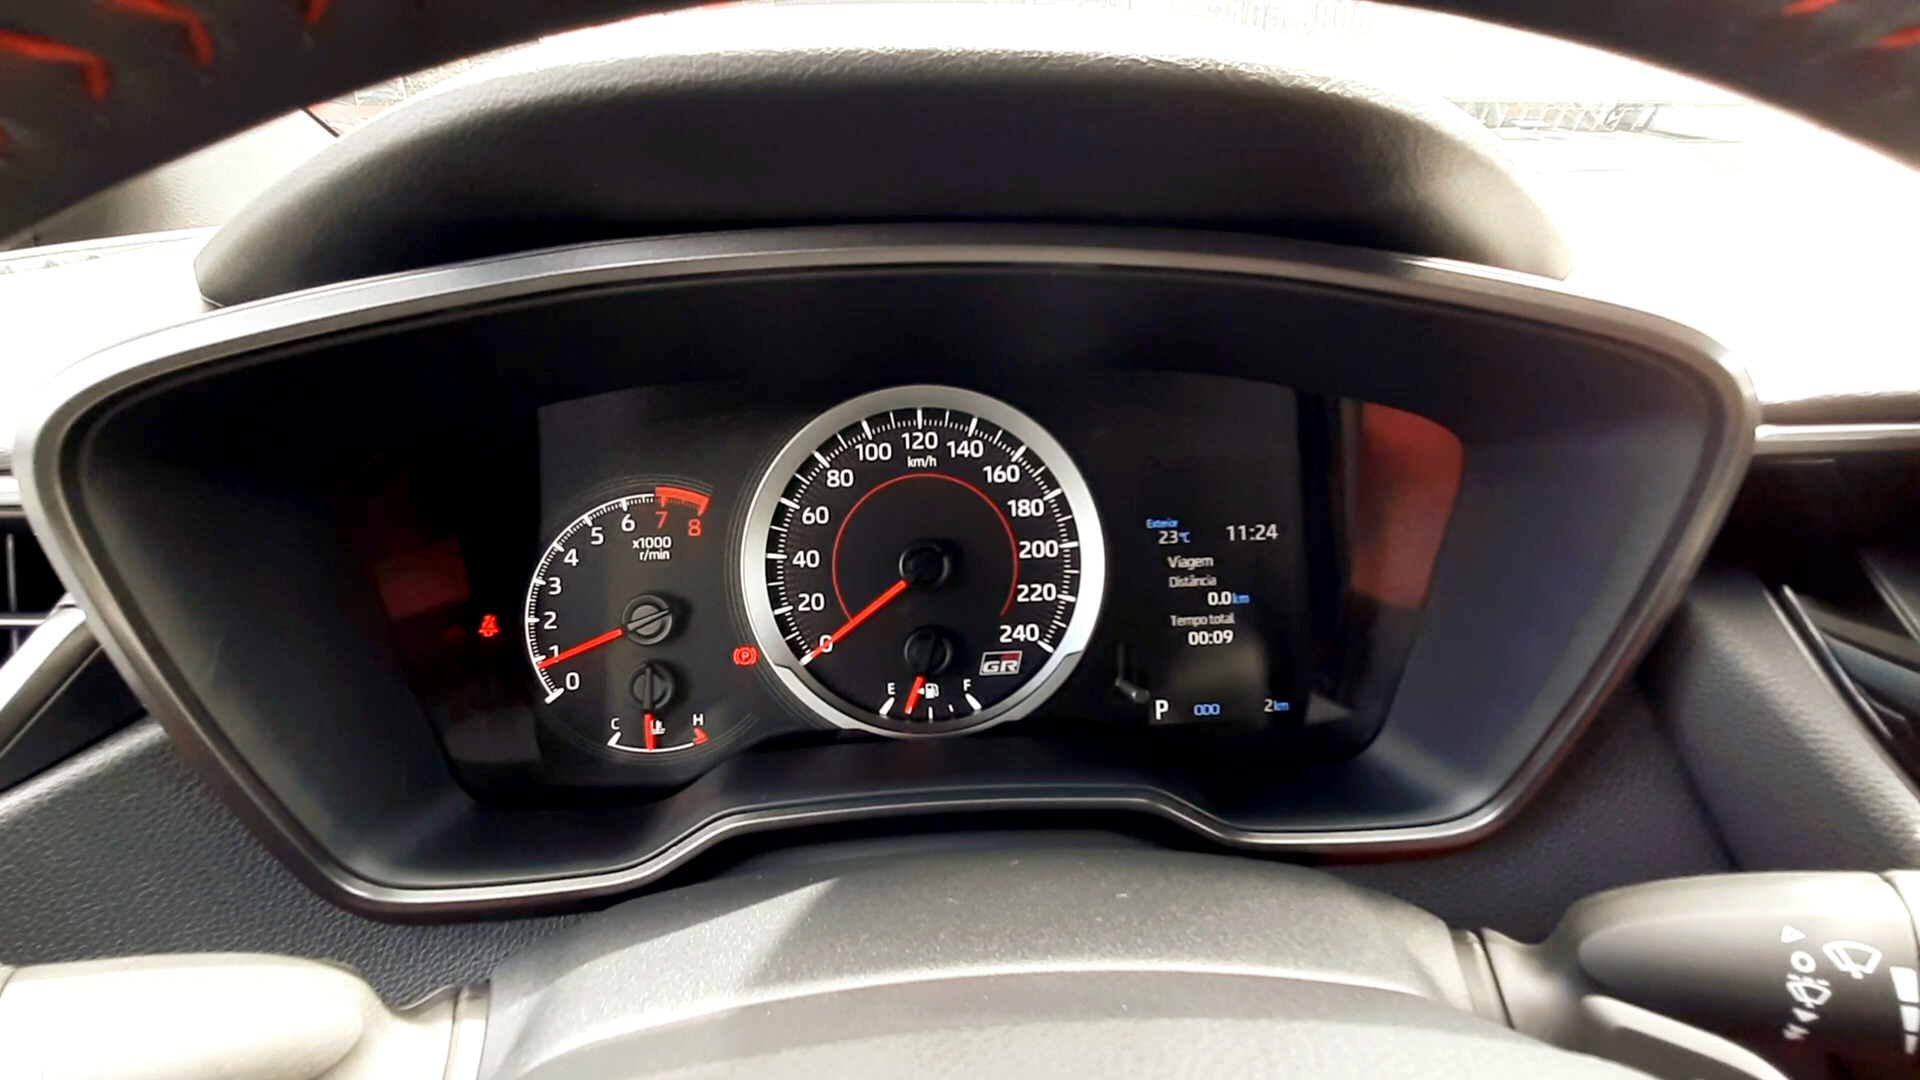 0
1
2
3
4
5
6
7
8
x1000
r/min
C
H
P
0
20
40
60
80
100
120
140
160
180
200
220
240
km/h
GR
E
F
Exterior
23°C
11:24
Viagem
Distância
0.0km
Tempo total
00:09
P
ODO
2km